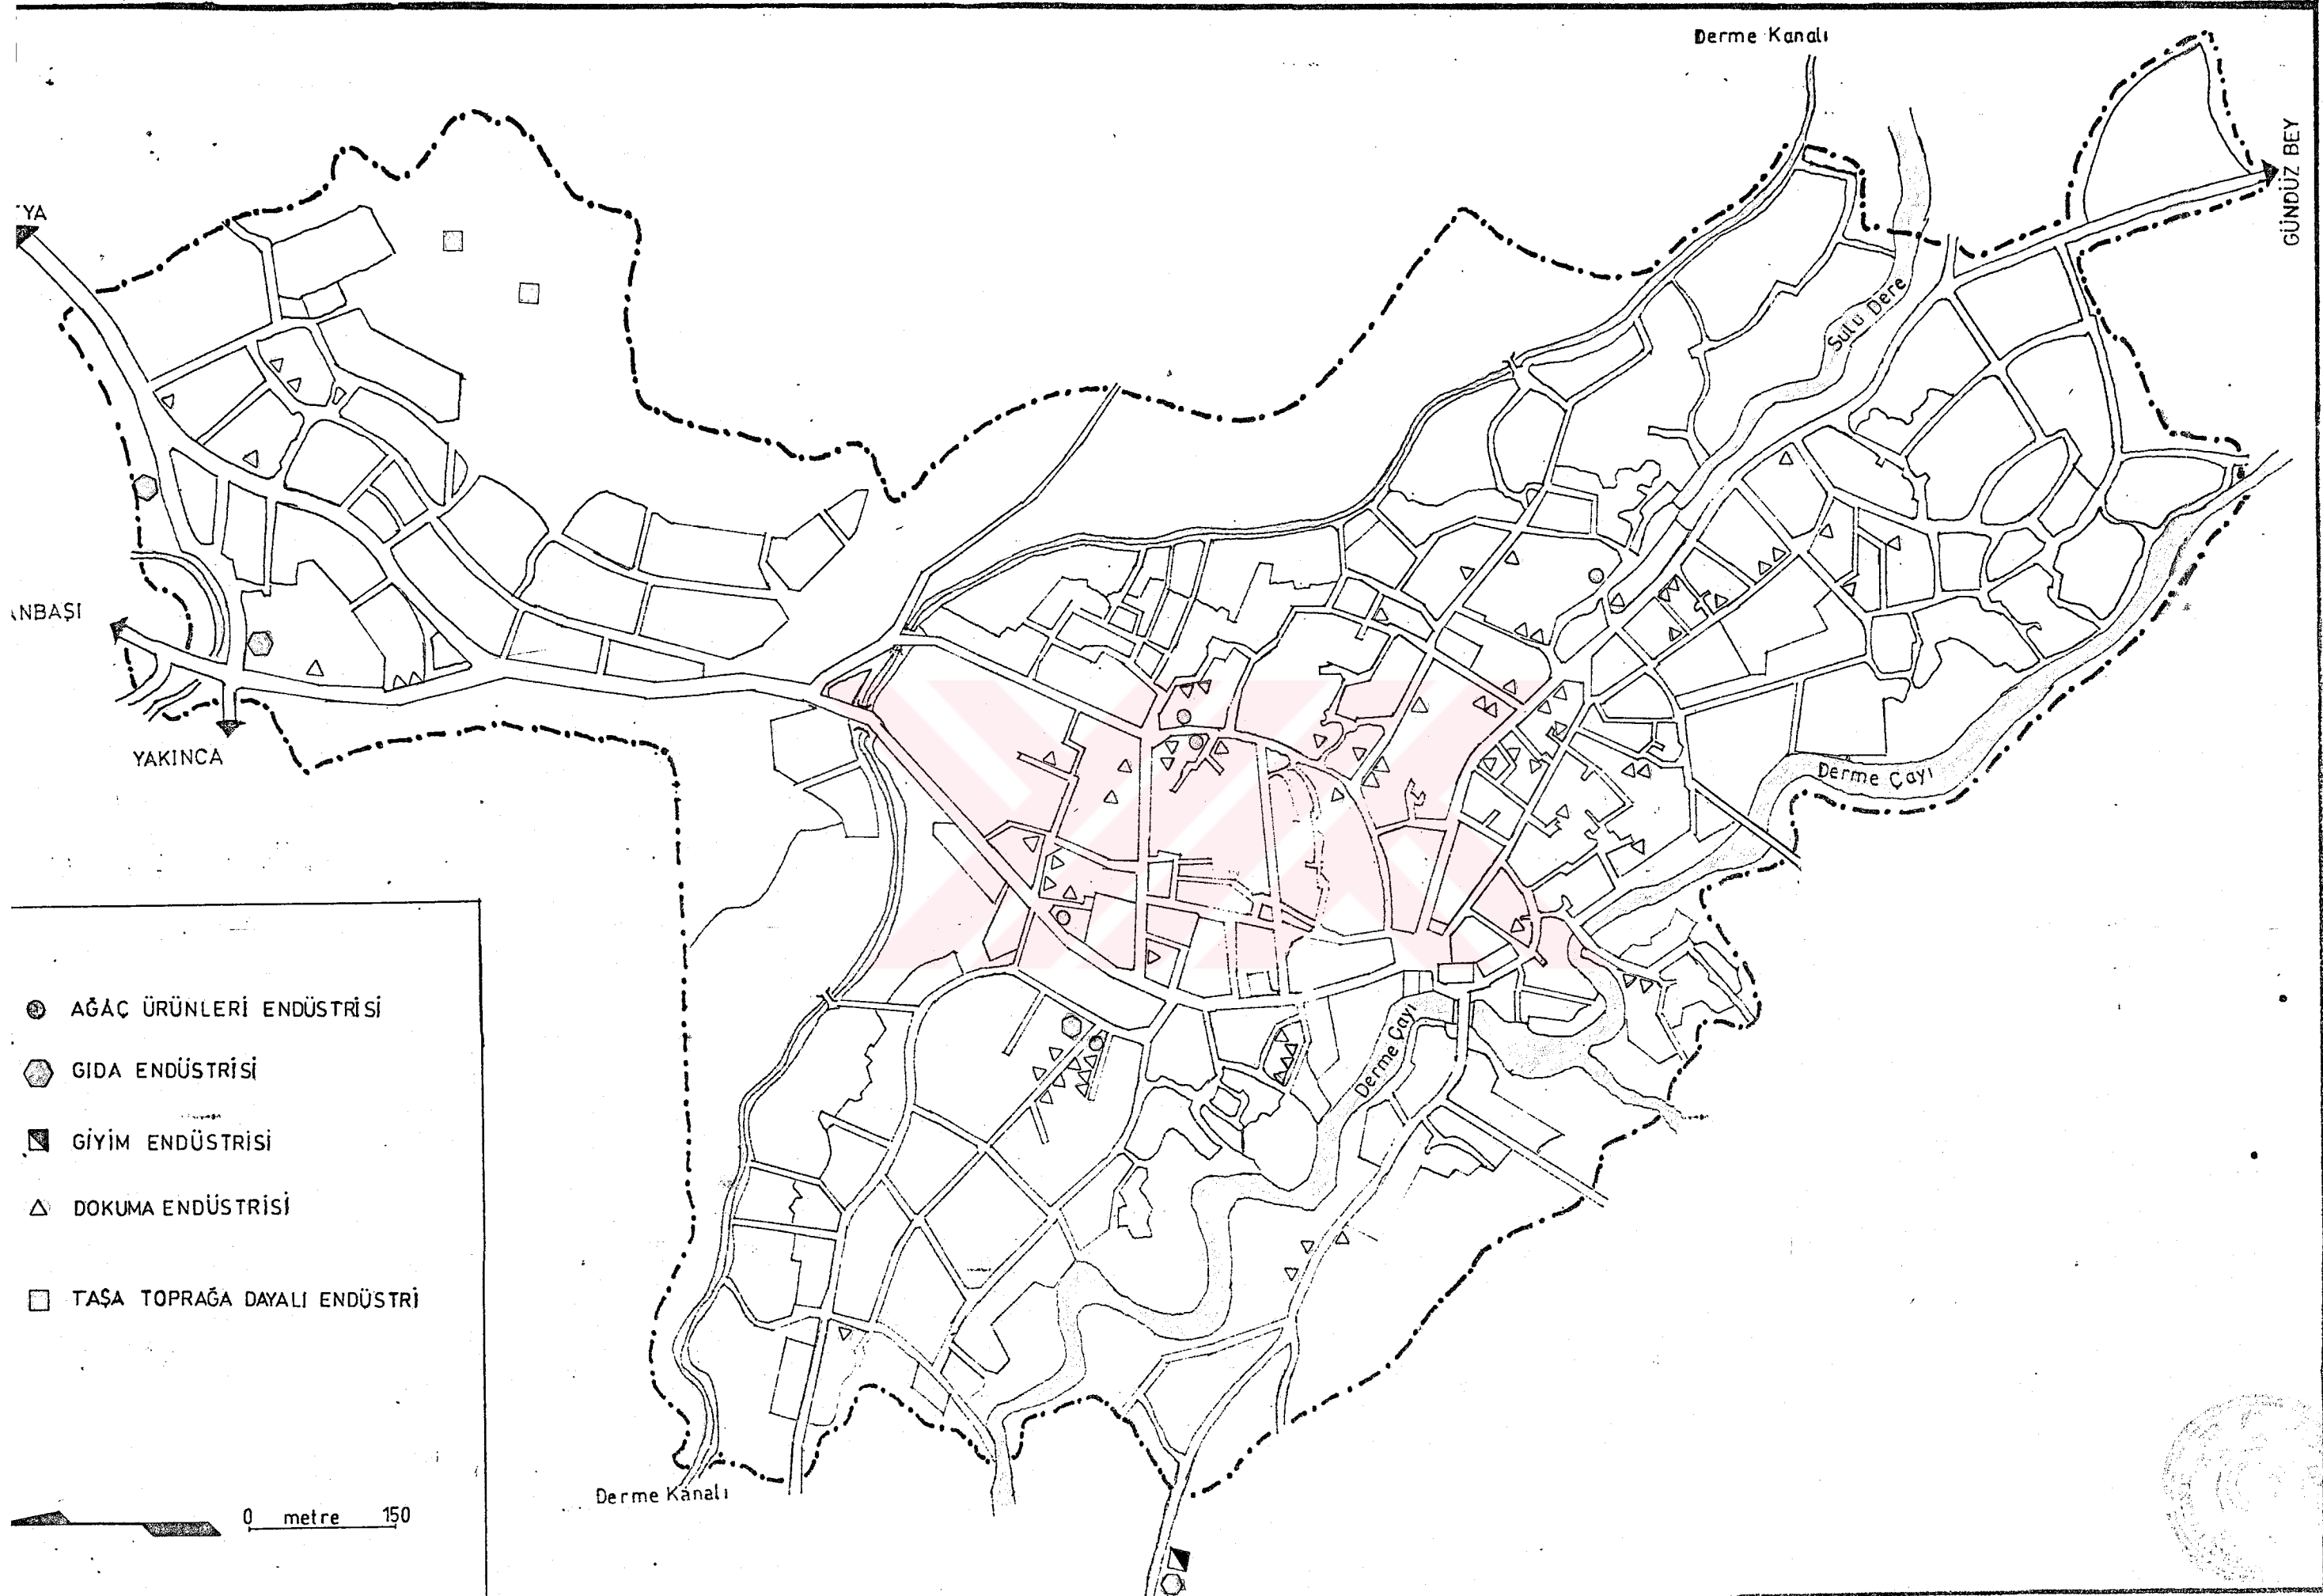 Derme Kanalı
GÜNDÜZ BEY
YA
Sulu Dere
ANBAŞI
YAKINCA
Derme Çayı
Derme Çayı
AĞAÇ ÜRÜNLERİ ENDÜSTRİSİ
GIDA ENDÜSTRİSİ
GİYİM ENDÜSTRİSİ
DOKUMA ENDÜSTRİSİ
TAŞA TOPRAĞA DAYALI ENDÜSTRİ
0 metre 150
Derme Kanalı